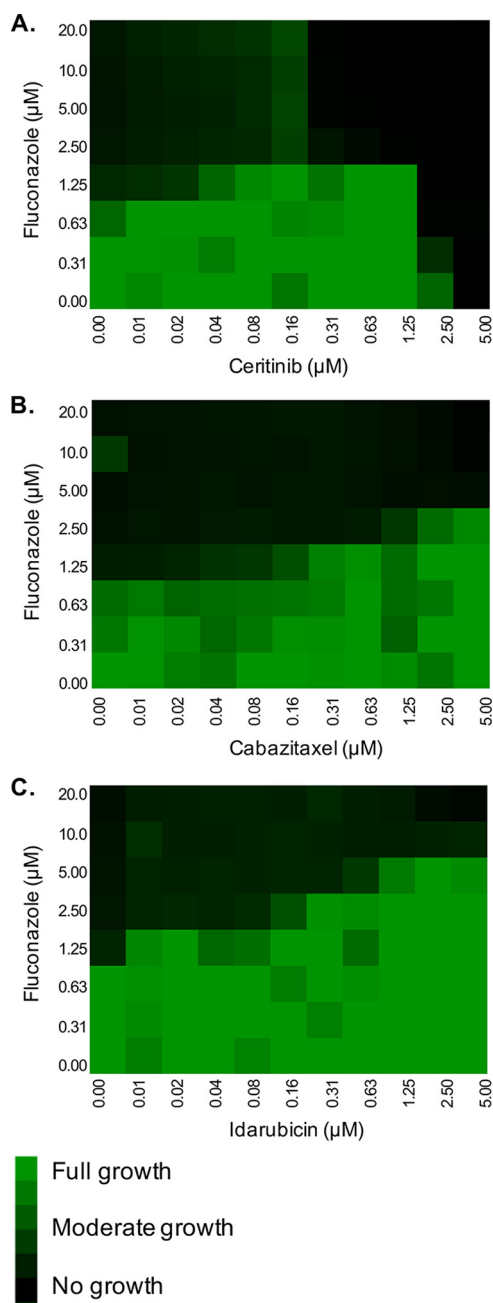 A.
Fluconazole (µM)
20.0
10.0
5.00
2.50
1.25
0.63
0.31
0.00
0.00 0.01 0.02 0.04 0.08 0.16 0.31 0.63 1.25 2.50 5.00
Ceritinib (µM)
B.
Fluconazole (µM)
20.0
10.0
5.00
2.50
1.25
0.63
0.31
0.00
0.00 0.01 0.02 0.04 0.08 0.16 0.31 0.63 1.25 2.50 5.00
Cabazitaxel (µM)
C.
Fluconazole (µM)
20.0
10.0
5.00
2.50
1.25
0.63
0.31
0.00
0.00 0.01 0.02 0.04 0.08 0.16 0.31 0.63 1.25 2.50 5.00
Idarubicin (µM)
Full growth
Moderate growth
No growth